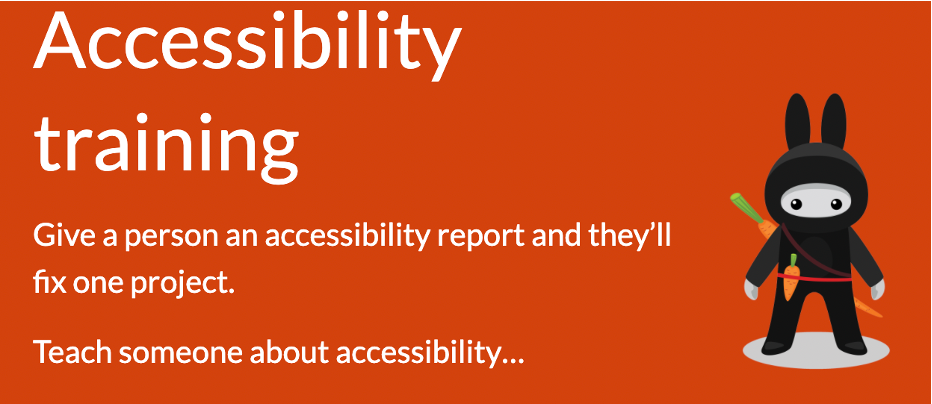 Accessibility
training
Give a person an accessibility report and they’ll
fix one project.
Teach someone about accessibility…